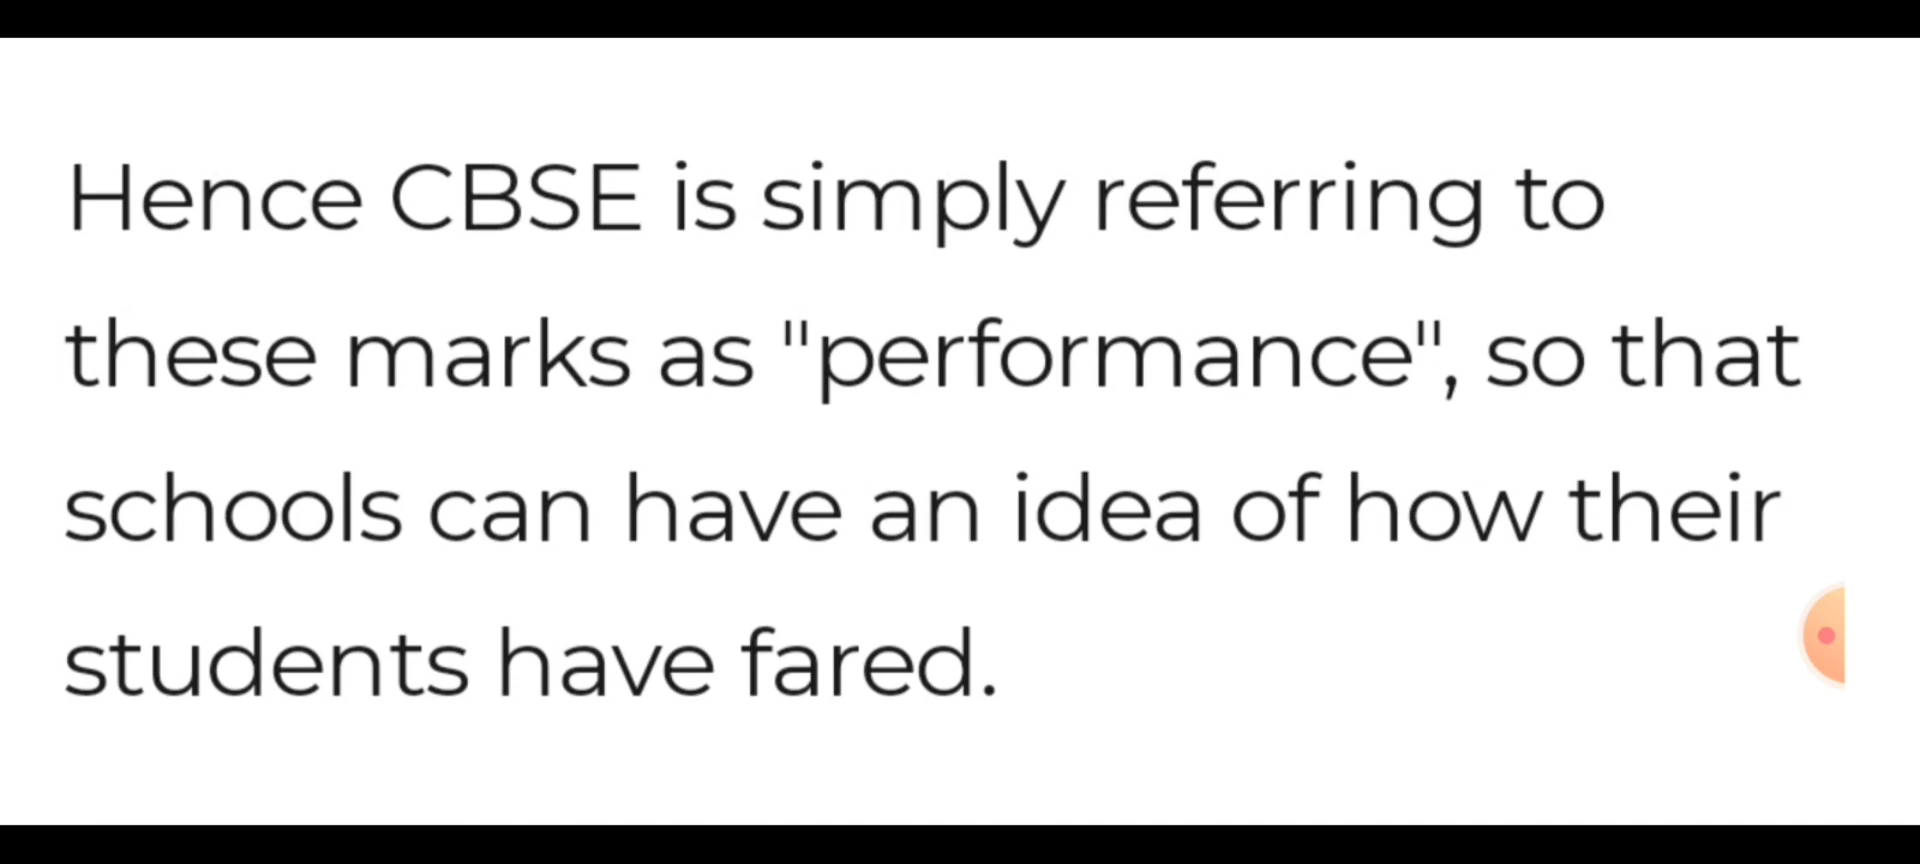 Hence CBSE is simply referring to
these marks as "performance", so that
schools can have an idea of how their
students have fared.